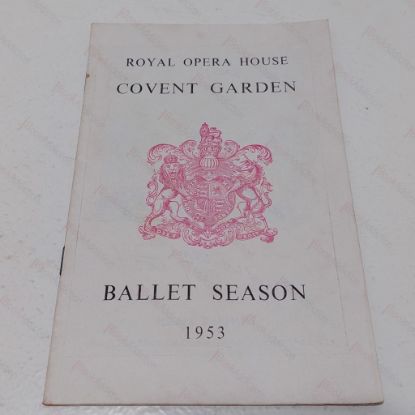 ROYAL OPERA HOUSE
COVENT GARDEN
BALLET SEASON
1953